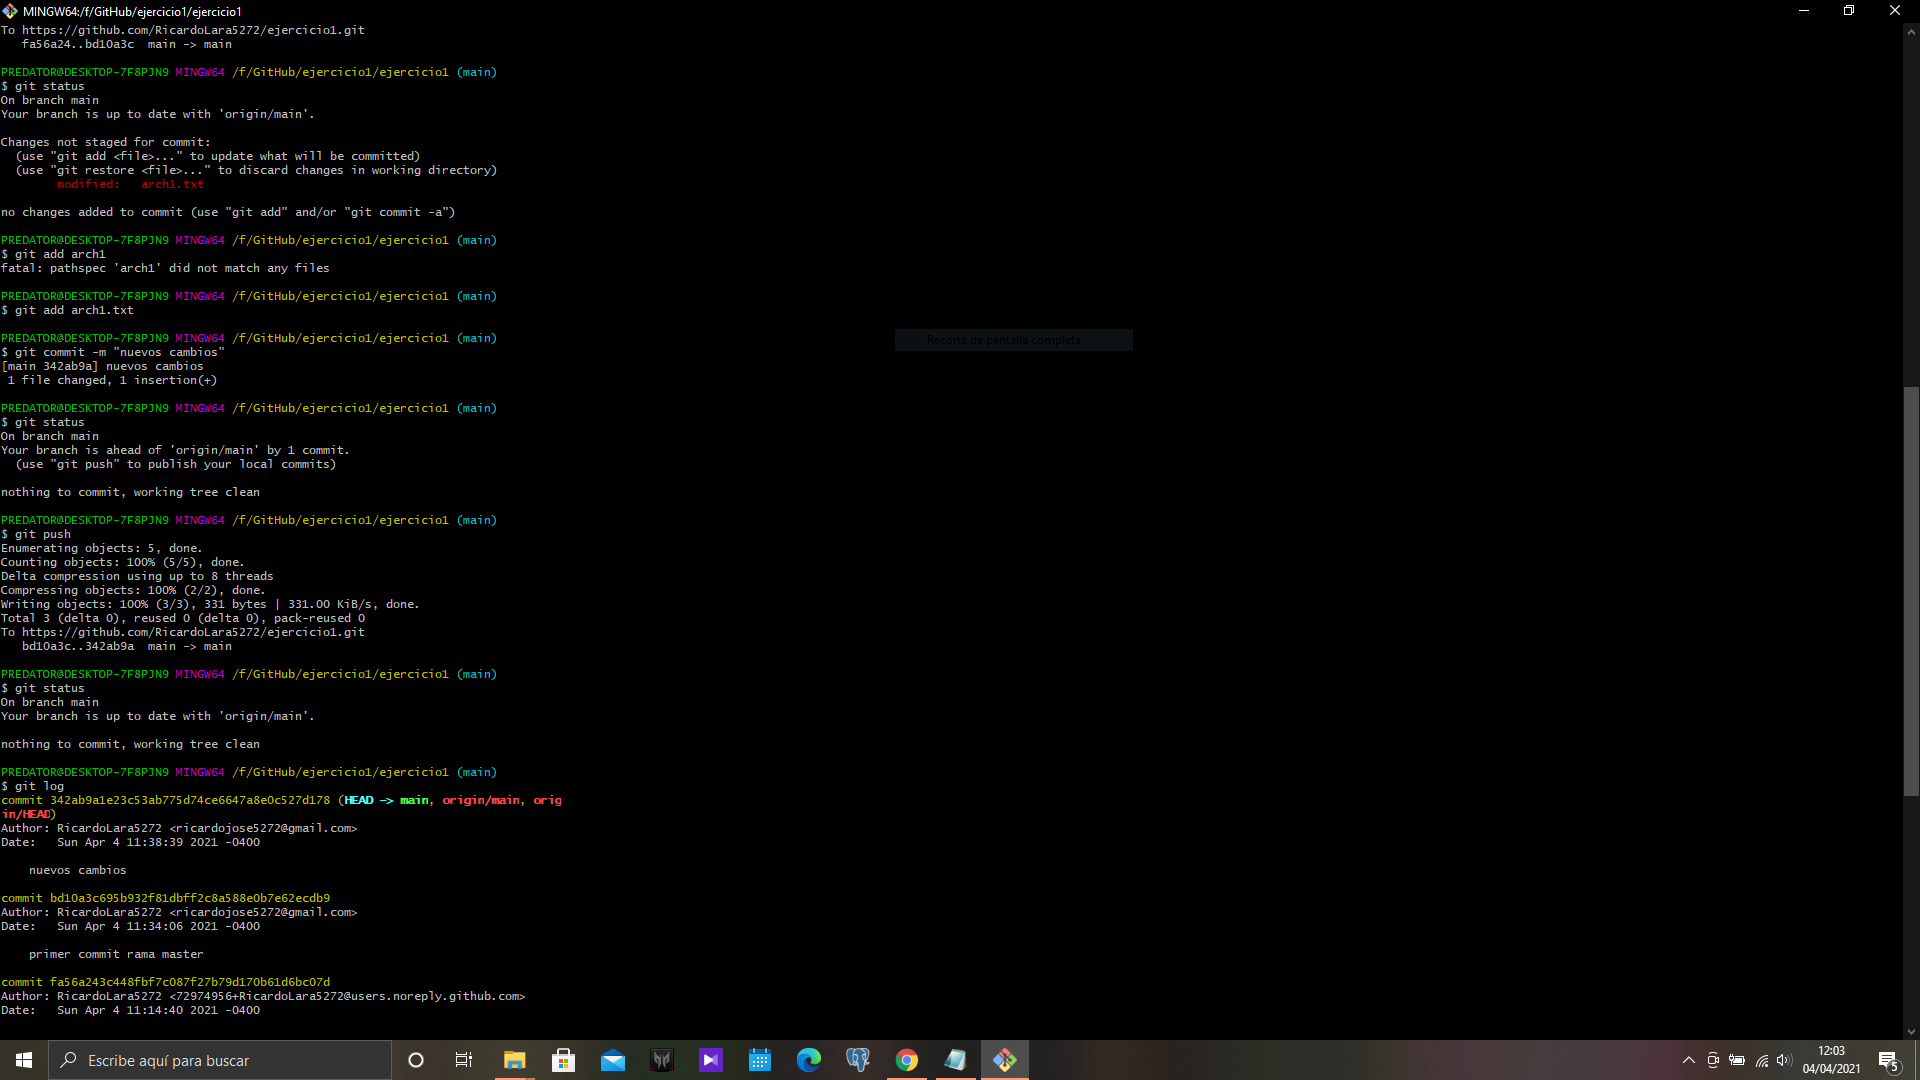 MINGW64:/f/GitHub/ejercicio1/ejercicio1
To https://github.com/RicardoLara5272/ejercicio1.git
   fa56a24..bd10a3c  main -> main
PREDATOR@DESKTOP-7F8PJN9 MINGW64 /f/GitHub/ejercicio1/ejercicio1 (main)
$ git status
On branch main
Your branch is up to date with 'origin/main'.
Changes not staged for commit:
  (use "git add <file>..." to update what will be committed)
  (use "git restore <file>..." to discard changes in working directory)
        modified:   arch1.txt
no changes added to commit (use "git add" and/or "git commit -a")
PREDATOR@DESKTOP-7F8PJN9 MINGW64 /f/GitHub/ejercicio1/ejercicio1 (main)
$ git add arch1
fatal: pathspec 'arch1' did not match any files
PREDATOR@DESKTOP-7F8PJN9 MINGW64 /f/GitHub/ejercicio1/ejercicio1 (main)
$ git add arch1.txt
PREDATOR@DESKTOP-7F8PJN9 MINGW64 /f/GitHub/ejercicio1/ejercicio1 (main)
Recorte de pantalla completa
$ git commit -m "nuevos cambios"
[main 342ab9a] nuevos cambios
 1 file changed, 1 insertion(+)
PREDATOR@DESKTOP-7F8PJN9 MINGW64 /f/GitHub/ejercicio1/ejercicio1 (main)
$ git status
On branch main
Your branch is ahead of 'origin/main' by 1 commit.
  (use "git push" to publish your local commits)
nothing to commit, working tree clean
PREDATOR@DESKTOP-7F8PJN9 MINGW64 /f/GitHub/ejercicio1/ejercicio1 (main)
$ git push
Enumerating objects: 5, done.
Counting objects: 100% (5/5), done.
Delta compression using up to 8 threads
Compressing objects: 100% (2/2), done.
Writing objects: 100% (3/3), 331 bytes | 331.00 KiB/s, done.
Total 3 (delta 0), reused 0 (delta 0), pack-reused 0
To https://github.com/RicardoLara5272/ejercicio1.git
   bd10a3c..342ab9a  main -> main
PREDATOR@DESKTOP-7F8PJN9 MINGW64 /f/GitHub/ejercicio1/ejercicio1 (main)
$ git status
On branch main
Your branch is up to date with 'origin/main'.
nothing to commit, working tree clean
PREDATOR@DESKTOP-7F8PJN9 MINGW64 /f/GitHub/ejercicio1/ejercicio1 (main)
$ git log
commit 342ab9a1e23c53ab775d74ce6647a8e0c527d178 (HEAD -> main, origin/main, orig
in/HEAD)
Author: RicardoLara5272 <ricardojose5272@gmail.com>
Date:   Sun Apr 4 11:38:39 2021 -0400
    nuevos cambios
commit bd10a3c695b932f81dbff2c8a588e0b7e62ecdb9
Author: RicardoLara5272 <ricardojose5272@gmail.com>
Date:   Sun Apr 4 11:34:06 2021 -0400
    primer commit rama master
commit fa56a243c448fbf7c087f27b79d170b61d6bc07d
Author: RicardoLara5272 <72974956+RicardoLara5272@users.noreply.github.com>
Date:   Sun Apr 4 11:14:40 2021 -0400
Escribe aquí para buscar
12:03
04/04/2021
5